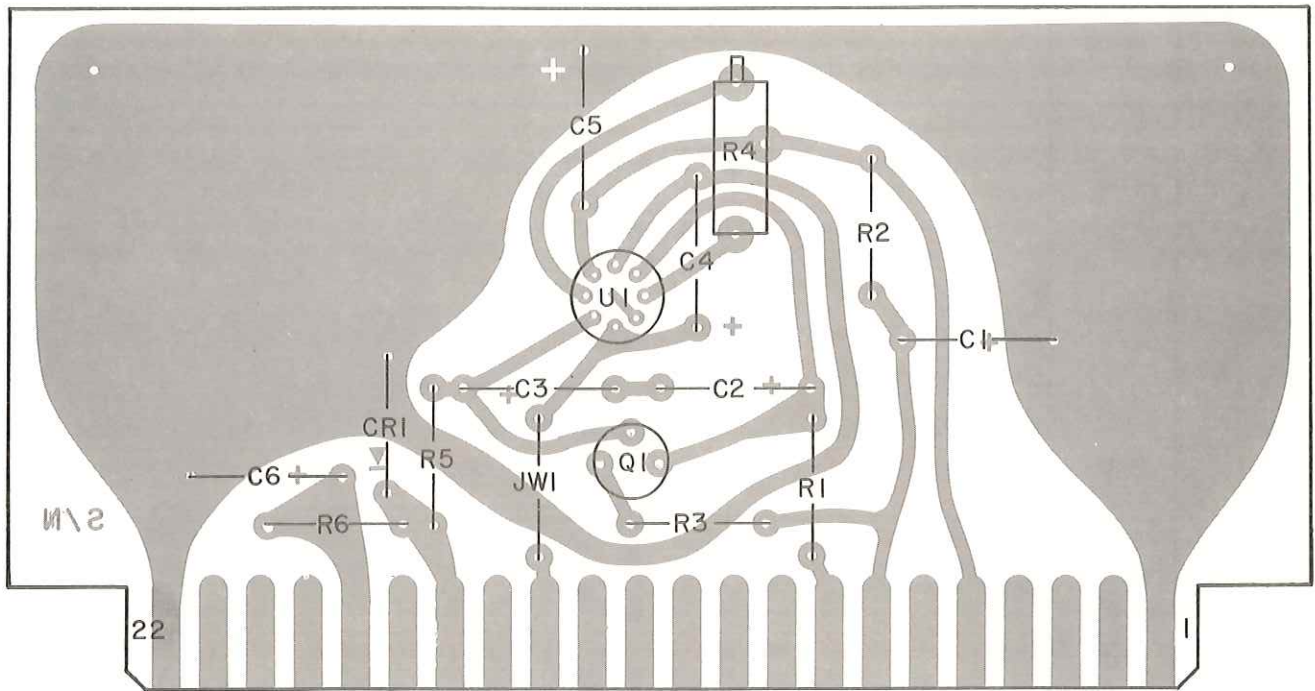 +
C5
R4
R2
C4
U1
+
C1
+
C3
+
C2
+
CR1
R5
Q1
C6
+
JW1
R1
S/N
R6
R3
22
1